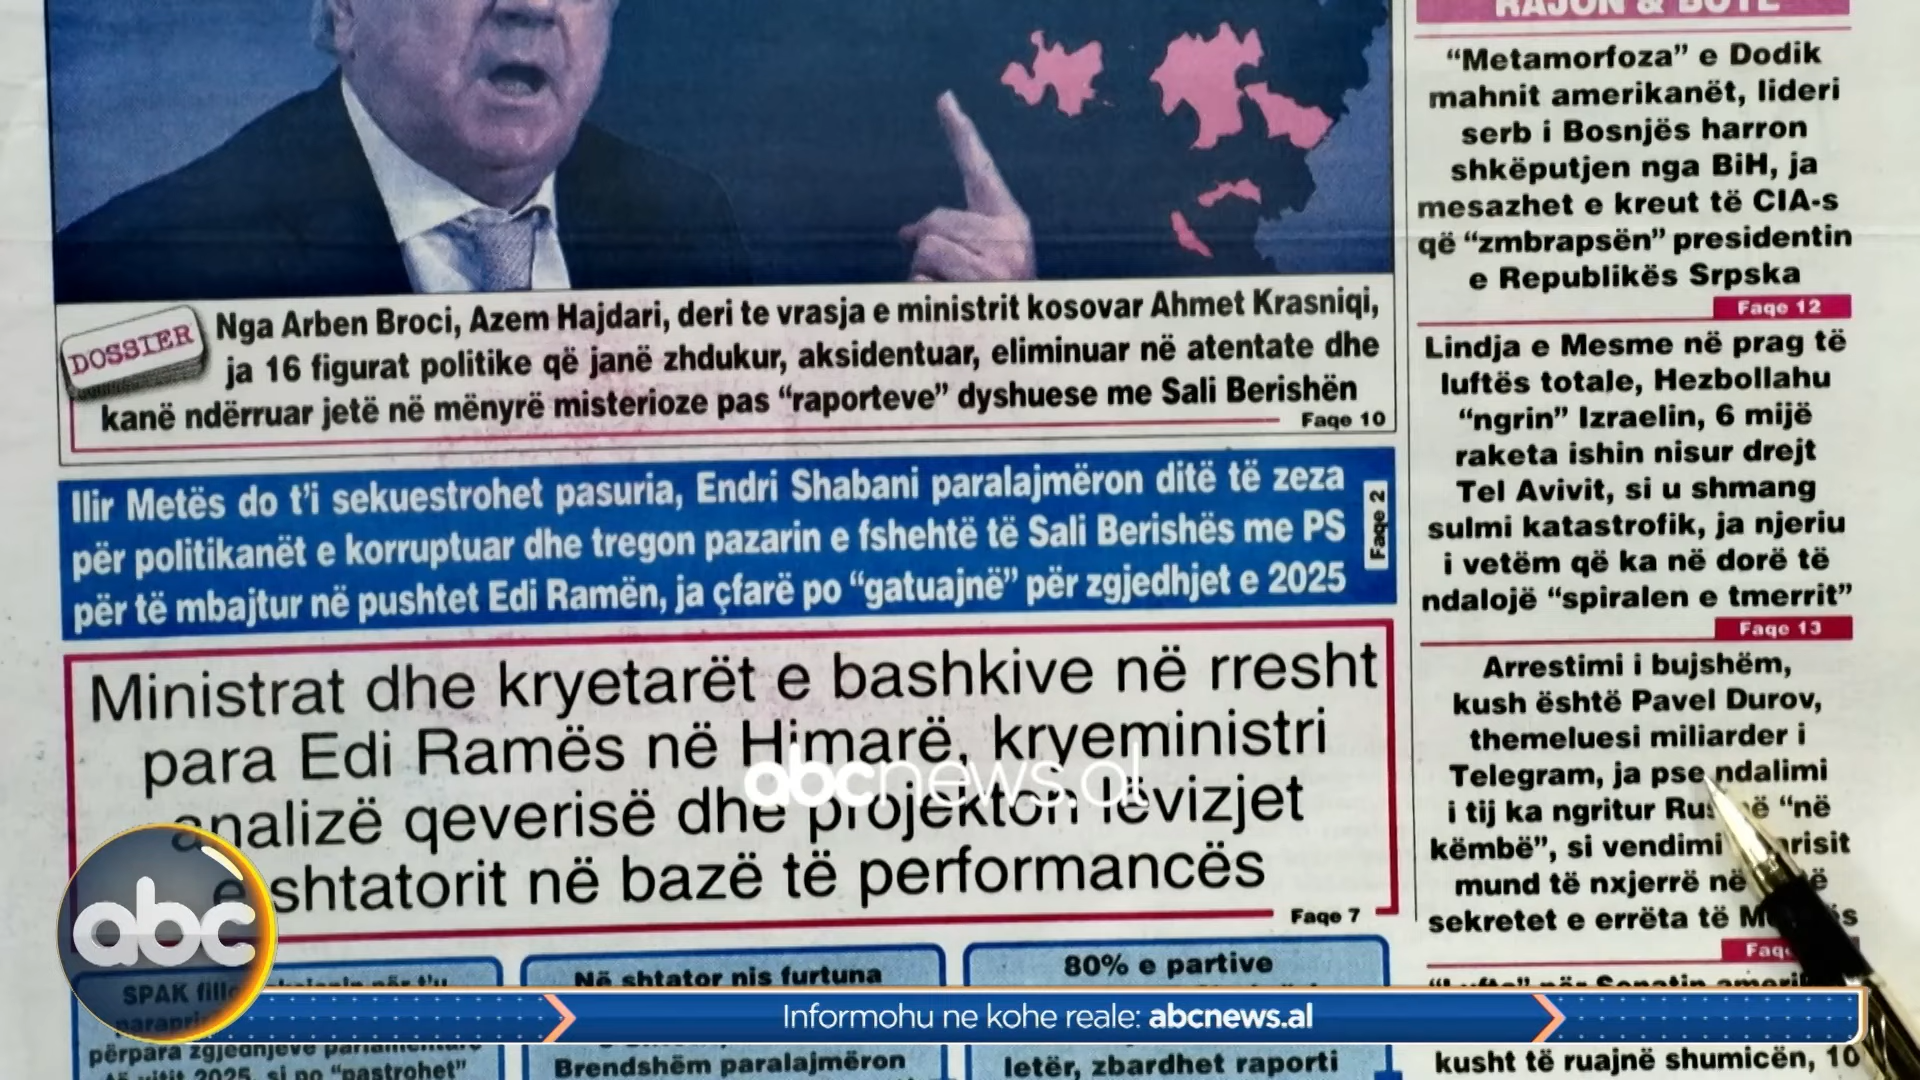 DOSSIER
Nga Arben Broci, Azem Hajdari, deri te vrasja e ministrit kosovar Ahmet Krasniqi,
ja 16 figurat politike që janë zhdukur, aksidentuar, eliminuar në atentate dhe
kanë ndërruar jetë në mënyrë misterioze pas “raporteve” dyshuese me Sali Berishën
Faqe 10
Ilir Metës do t’i sekuestrohet pasuria, Endri Shabani paralajmëron ditë të zeza
për politikanët e korruptuar dhe tregon pazarin e fshehtë të Sali Berishës me PS
për të mbajtur në pushtet Edi Ramën, ja çfarë po “gatuajnë” për zgjedhjet e 2025
Faqe 2
Ministrat dhe kryetarët e bashkive në rresht
para Edi Ramës në Himarë, kryeministri
analizë qeverisë dhe projekton lëvizjet
e shtatorit në bazë të performancës
Faqe 7
SPAK
përpara zgjedhjeve
të vitit 2025, si po “pastrohet”
Në shtator nis furtuna
Brendshëm paralajmëron
80% e partive
letër, zbardhet raporti
RAJON & BOTË
“Metamorfoza” e Dodik
mahnit amerikanët, lideri
serb i Bosnjës harron
shkëputjen nga BiH, ja
mesazhet e kreut të CIA-s
që “zmbrapsën” presidentin
e Republikës Srpska
Faqe 12
Lindja e Mesme në prag të
luftës totale, Hezbollahu
“ngrin” Izraelin, 6 mijë
raketa ishin nisur drejt
Tel Avivit, si u shmang
sulmi katastrofik, ja njeriu
i vetëm që ka në dorë të
ndalojë “spiralen e tmerrit”
Faqe 13
Arrestimi i bujshëm,
kush është Pavel Durov,
themeluesi miliarder i
Telegram, ja pse ndalimi
i tij ka ngritur “në
këmbë”, si vendimi
mund të nxjerrë në
sekretet e errëta të
kusht të ruajnë shumicën, 10
abcnews.al
abc
Informohu ne kohe reale: abcnews.al